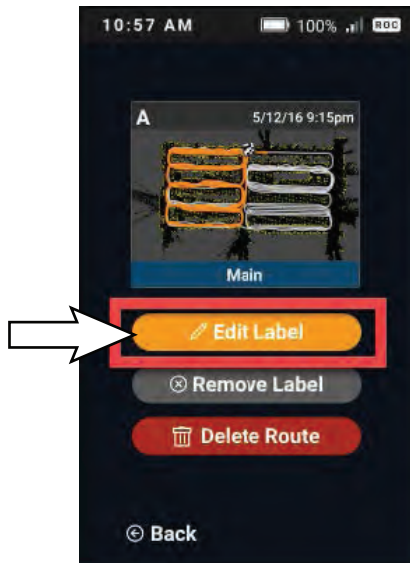 10:57 AM 100% ROC
A 5/12/16 9:15pm
Main
Edit Label
Remove Label
Delete Route
Back